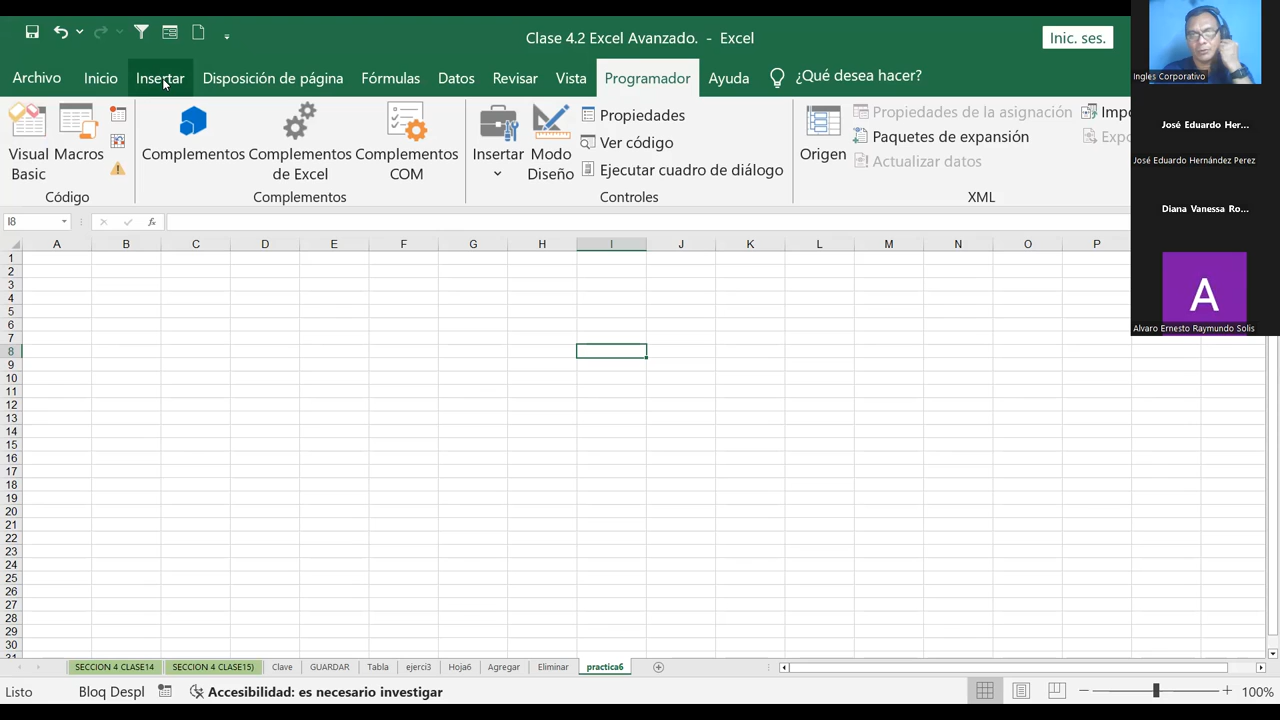 Clase 4.2 Excel Avanzado. - Excel
Inic. ses.
Archivo Inicio Insertar Disposición de página Fórmulas Datos Revisar Vista Programador Ayuda ¿Qué desea hacer?
Visual Basic
Macros
Código
Complementos
Complementos de Excel
Complementos COM
Complementos
Insertar
Modo Diseño
Propiedades
Ver código
Ejecutar cuadro de diálogo
Controles
Origen
Propiedades de la asignación
Paquetes de expansión
Actualizar datos
Impo
Expo
XML
I8
fx
A B C D E F G H I J K L M N O P
1
2
3
4
5
6
7
8
9
10
11
12
13
14
15
16
17
18
19
20
21
22
23
24
25
26
27
28
29
30
SECCION 4 CLASE14 SECCION 4 CLASE15) Clave GUARDAR Tabla ejerci3 Hoja6 Agregar Eliminar practica6
Listo Bloq Despl Accesibilidad: es necesario investigar 100%
Ingles Corporativo
José Eduardo Her...
José Eduardo Hernández Perez
Diana Vanessa Ro...
A
Alvaro Ernesto Raymundo Solis